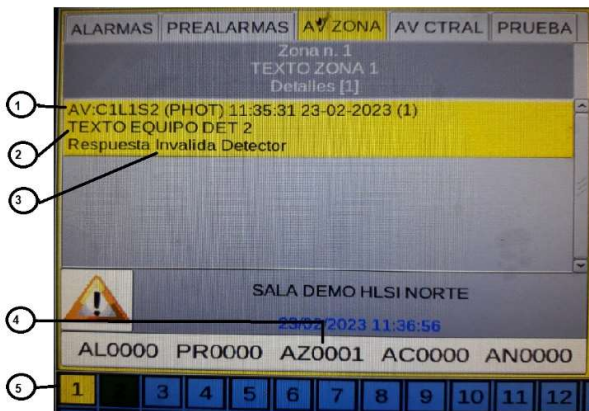 ALARMAS PREALARMAS AV ZONA AV CTRAL PRUEBA
Zona n. 1
TEXTO ZONA 1
Detalles [1]
1
AV:C1L1S2 (PHOT) 11:35:31 23-02-2023 (1)
2
TEXTO EQUIPO DET 2
3
Respuesta Invalida Detector
SALA DEMO HLSI NORTE
23/02/2023 11:36:56
4
AL0000 PR0000 AZ0001 AC0000 AN0000
5
1 3 4 5 6 7 8 9 10 11 12